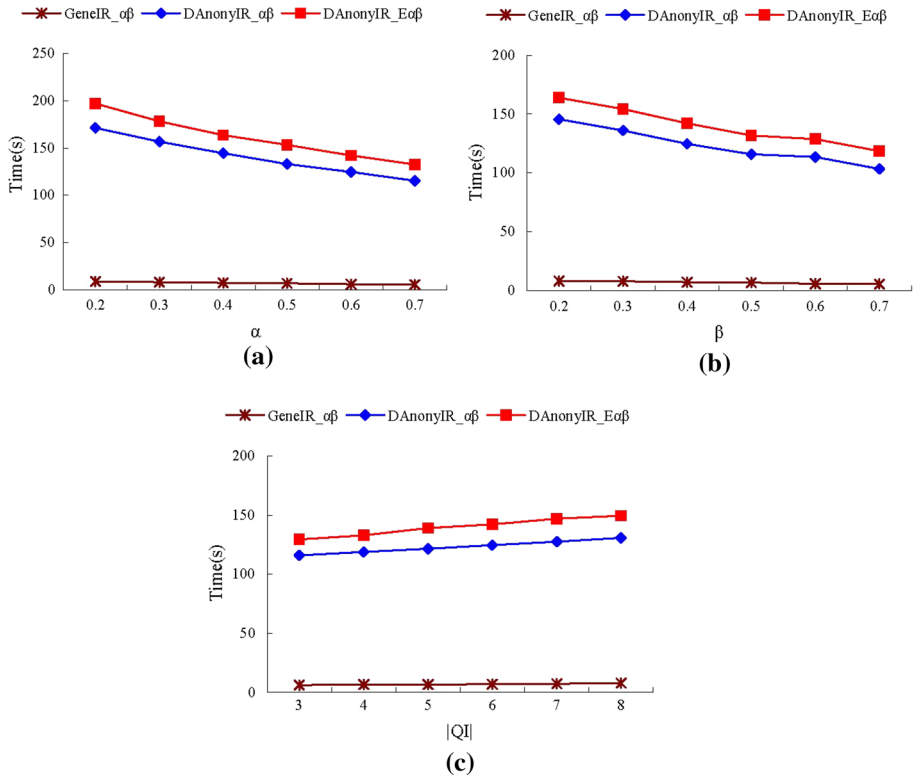 GeneIR_αβ DAnonyIR_αβ DAnonyIR_Eαβ
250
200
150
100
50
0
Time(s)
0.2 0.3 0.4 0.5 0.6 0.7
α
(a)
GeneIR_αβ DAnonyIR_αβ DAnonyIR_Eαβ
200
150
100
50
0
Time(s)
0.2 0.3 0.4 0.5 0.6 0.7
β
(b)
GeneIR_αβ DAnonyIR_αβ DAnonyIR_Eαβ
200
150
100
50
0
Time(s)
3 4 5 6 7 8
|QI|
(c)